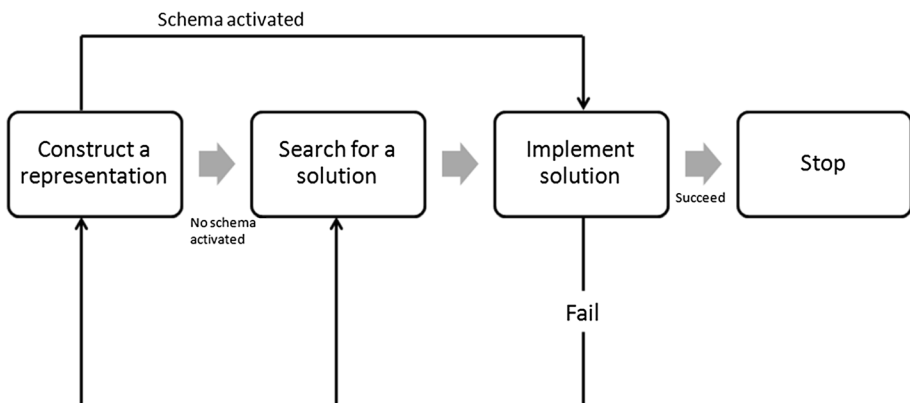 Schema activated
Construct a
representation
Search for a
solution
Implement
solution
Stop
No schema
activated
Succeed
Fail